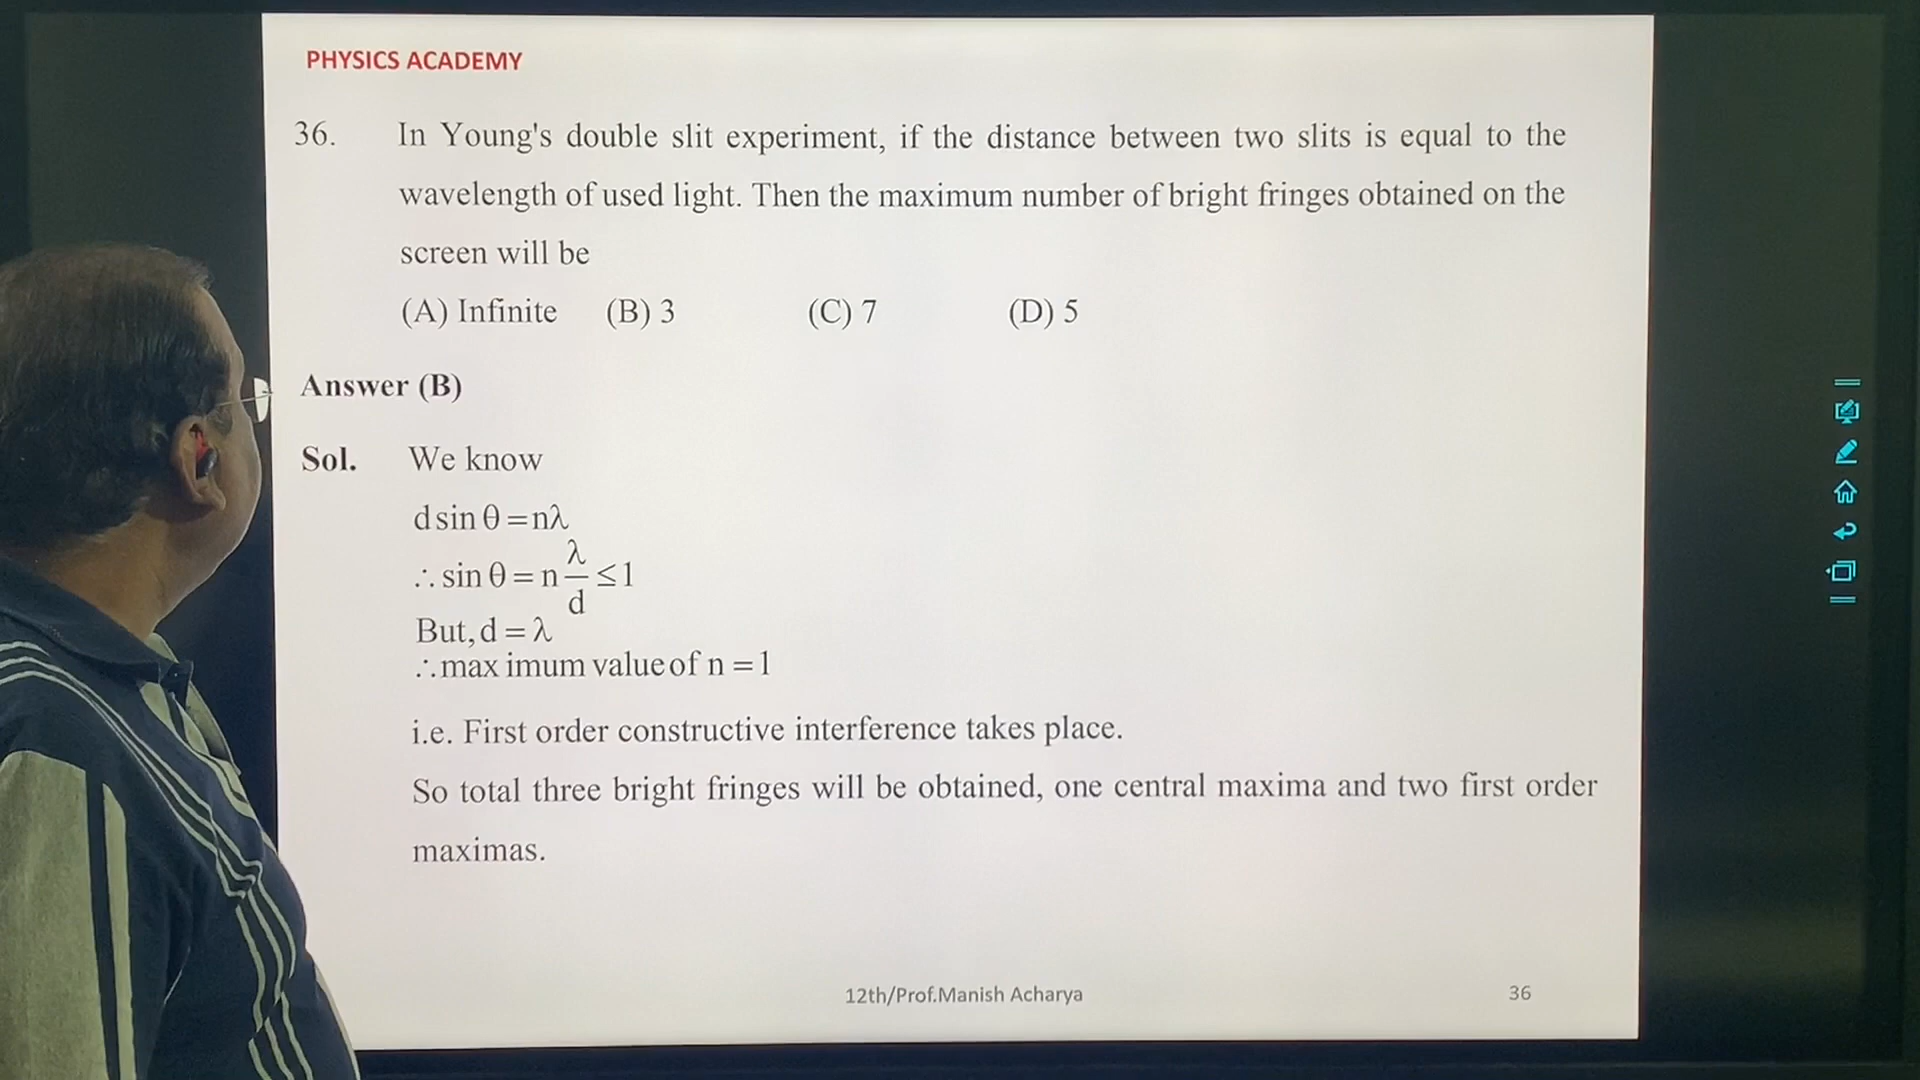 PHYSICS ACADEMY
36. In Young's double slit experiment, if the distance between two slits is equal to the
wavelength of used light. Then the maximum number of bright fringes obtained on the
screen will be
(A) Infinite (B) 3 (C) 7 (D) 5
Answer (B)
Sol. We know
d sin θ = nλ
∴ sin θ = n λ/d ≤ 1
But, d = λ
∴ max imum value of n = 1
i.e. First order constructive interference takes place.
So total three bright fringes will be obtained, one central maxima and two first order
maximas.
12th/Prof.Manish Acharya 36